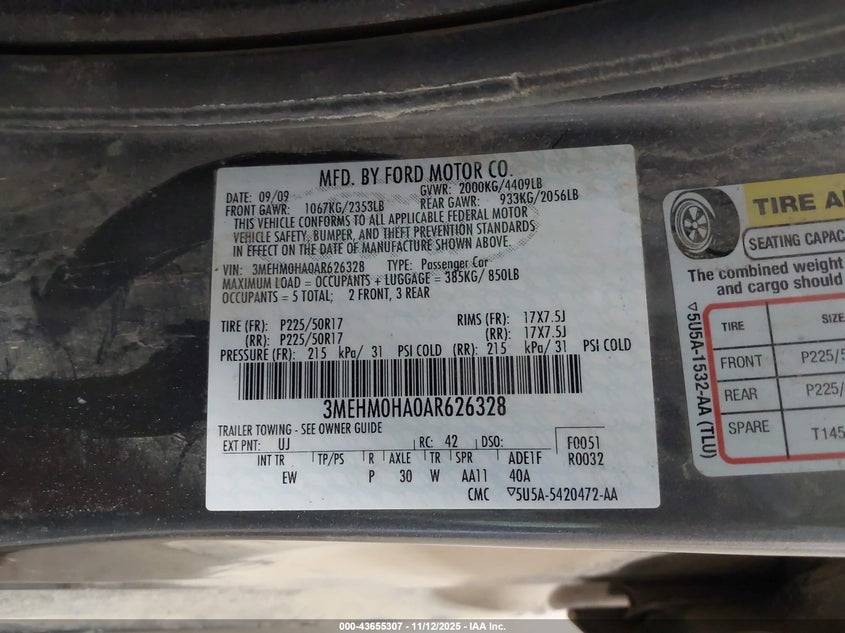 MFD. BY FORD MOTOR CO.
DATE: 09/09 GVWR: 2000KG/4409LB
FRONT GAWR: 1067KG/2353LB REAR GAWR: 933KG/2056LB
THIS VEHICLE CONFORMS TO ALL APPLICABLE FEDERAL MOTOR
VEHICLE SAFETY, BUMPER, AND THEFT PREVENTION STANDARDS
IN EFFECT ON THE DATE OF MANUFACTURE SHOWN ABOVE.
VIN: 3MEHM0HA0AR626328 TYPE: Passenger Car
MAXIMUM LOAD = OCCUPANTS + LUGGAGE = 385KG/ 850LB
OCCUPANTS = 5 TOTAL; 2 FRONT, 3 REAR
TIRE (FR): P225/50R17 RIMS (FR): 17X7.5J
(RR): P225/50R17 (RR): 17X7.5J
PRESSURE (FR): 215 kPa/ 31 PSI COLD (RR): 215 kPa/ 31 PSI COLD
3MEHM0HA0AR626328
TRAILER TOWING - SEE OWNER GUIDE
EXT PNT: UJ RC: 42 DSO: F0051
INT TR TP/PS R AXLE TR SPR ADE1F R0032
EW P 30 W AA11 40A
CMC ▽5U5A-5420472-AA
TIRE A
SEATING CAPAC
The combined weight
and cargo should
TIRE SIZE
FRONT P225/5
REAR P225/
SPARE T145
▽5U5A-1532-AA (TLU)
000-43655307 - 11/12/2025 - IAA Inc.